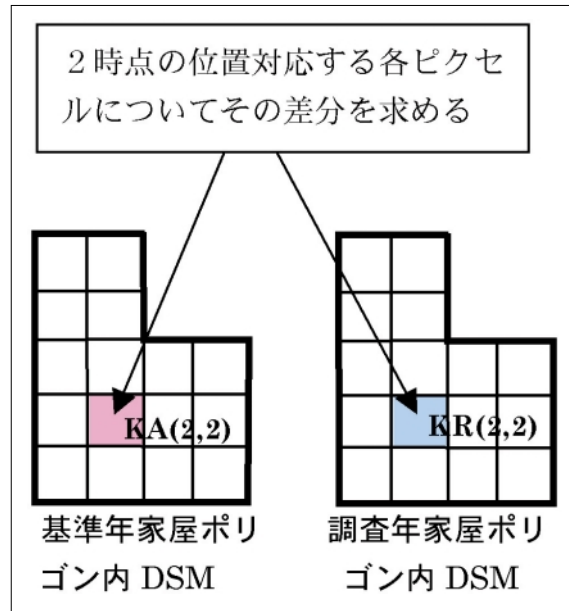 ２時点の位置対応する各ピクセ
ルについてその差分を求める
KA(2,2)
KR(2,2)
基準年家屋ポリ
ゴン内 DSM
調査年家屋ポリ
ゴン内 DSM